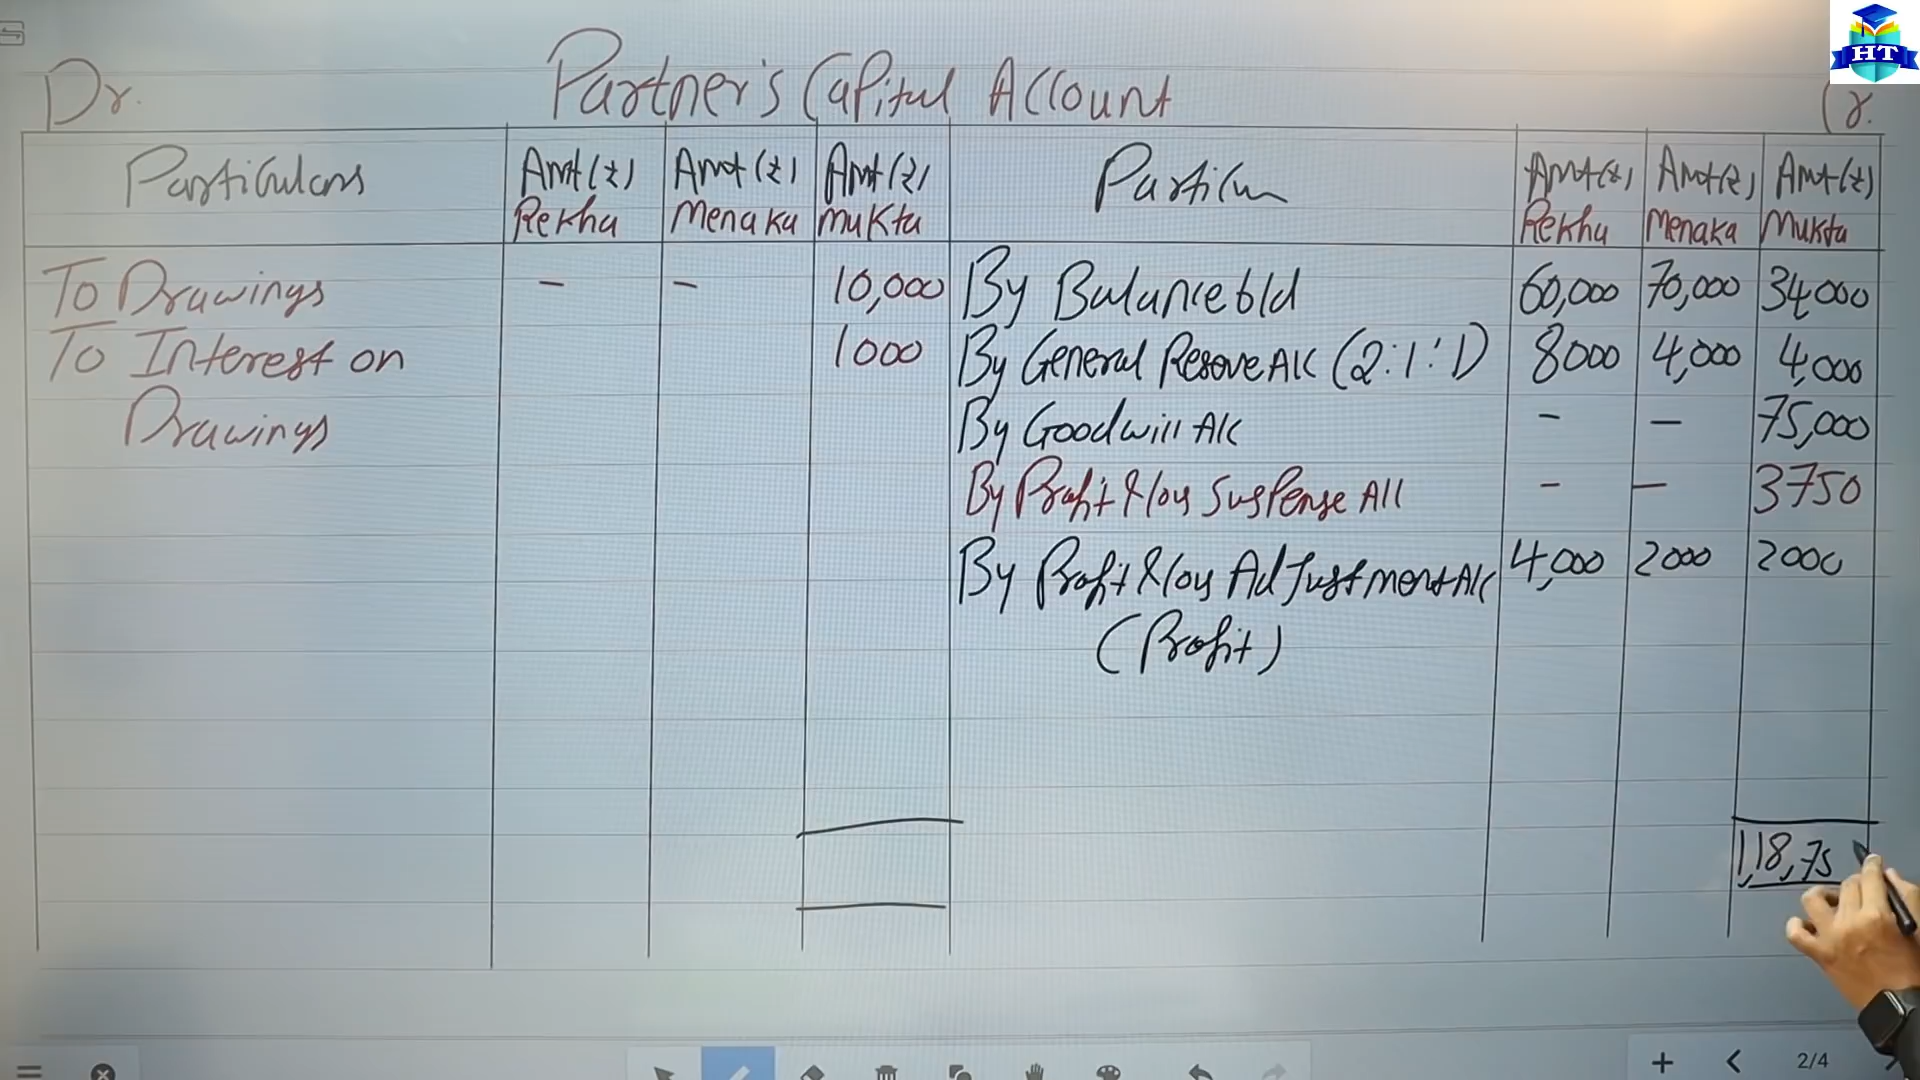 HT
Dr. Partner's Capital Account Cr.
Particulars Amt(₹) Amt(₹) Amt(₹) Amt(₹) Amt(₹) Amt(₹)
Rekha Menaka Mukta Rekha Menaka Mukta
To Drawings - - 10,000 By Balance b/d 60,000 70,000 34000
To Interest on 1000 By General Reserve A/c (2:1:1) 8000 4,000 4,000
Drawings By Goodwill A/c - - 75,000
By Profit & loss Suspense A/c - - 3750
By Profit & loss Adjustment A/c 4,000 2000 2000
(Profit)
1,18,75
2/4